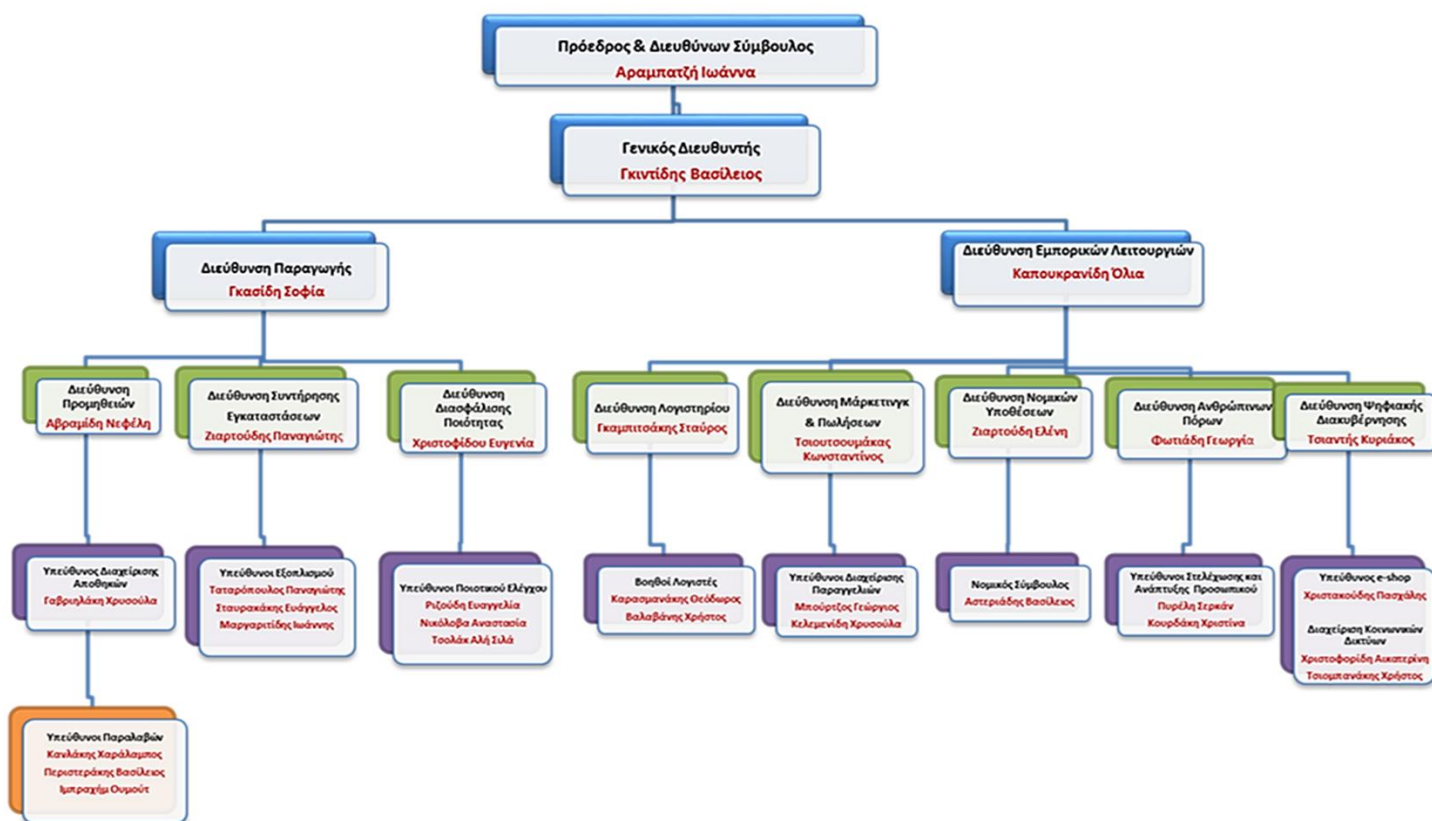 Πρόεδρος & Διευθύνων Σύμβουλος
Αραμπατζή Ιωάννα
Γενικός Διευθυντής
Γκιντίδης Βασίλειος
Διεύθυνση Παραγωγής
Γκασίδη Σοφία
Διεύθυνση Εμπορικών Λειτουργιών
Καπουκρανίδη Όλια
Διεύθυνση
Προμηθειών
Αβραμίδη Νεφέλη
Διεύθυνση Συντήρησης
Εγκαταστάσεων
Ζιαρτούδης Παναγιώτης
Διεύθυνση
Διασφάλισης
Ποιότητας
Χριστοφίδου Ευγενία
Διεύθυνση Λογιστηρίου
Γκαμπιτσάκης Σταύρος
Διεύθυνση Μάρκετινγκ
& Πωλήσεων
Τσιουτσουμάκας
Κωνσταντίνος
Διεύθυνση Νομικών
Υποθέσεων
Ζιαρτούδη Ελένη
Διεύθυνση Ανθρώπινων
Πόρων
Φωτιάδη Γεωργία
Διεύθυνση Ψηφιακής
Διακυβέρνησης
Τσιαντής Κυριάκος
Υπεύθυνος Διαχείρισης
Αποθηκών
Γαβριηλάκη Χρυσούλα
Υπεύθυνοι Εξοπλισμού
Ταταρόπουλος Παναγιώτης
Σταυρακάκης Ευάγγελος
Μαργαριτίδης Ιωάννης
Υπεύθυνοι Ποιοτικού Ελέγχου
Ριζούδη Ευαγγελία
Νικόλοβα Αναστασία
Τσολάκ Αλή Σιλά
Βοηθοί Λογιστές
Καρασμανάκης Θεόδωρος
Βαλαβάνης Χρήστος
Υπεύθυνοι Διαχείρισης
Παραγγελιών
Μπούρτζος Γεώργιος
Κελεμενίδη Χρυσούλα
Νομικός Σύμβουλος
Αστεριάδης Βασίλειος
Υπεύθυνοι Στελέχωσης και
Ανάπτυξης Προσωπικού
Πυρέλη Σερκάν
Κουρδάκη Χριστίνα
Υπεύθυνος e-shop
Χριστακούδης Πασχάλης
Διαχείριση Κοινωνικών
Δικτύων
Χριστοφορίδη Αικατερίνη
Τσιομπανάκης Χρήστος
Υπεύθυνοι Παραλαβών
Κανλάκης Χαράλαμπος
Περιστεράκης Βασίλειος
Ιμπραχήμ Ουμούτ